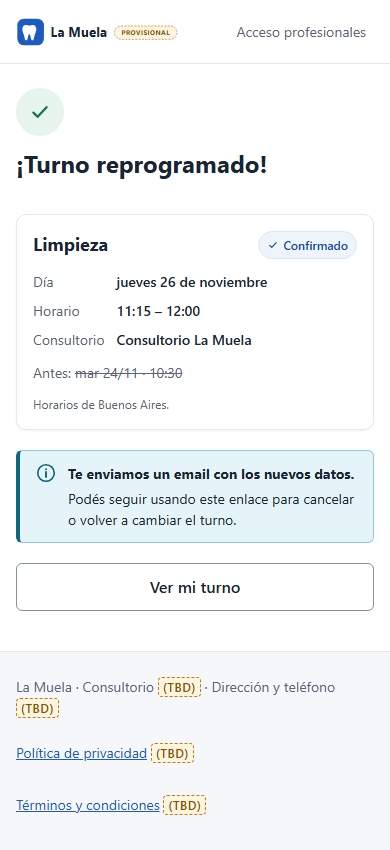 La Muela PROVISIONAL Acceso profesionales
¡Turno reprogramado!
Limpieza Confirmado
Día jueves 26 de noviembre
Horario 11:15 – 12:00
Consultorio Consultorio La Muela
Antes: mar 24/11 · 10:30
Horarios de Buenos Aires.
Te enviamos un email con los nuevos datos.
Podés seguir usando este enlace para cancelar
o volver a cambiar el turno.
Ver mi turno
La Muela · Consultorio (TBD) · Dirección y teléfono
(TBD)
Política de privacidad (TBD)
Términos y condiciones (TBD)